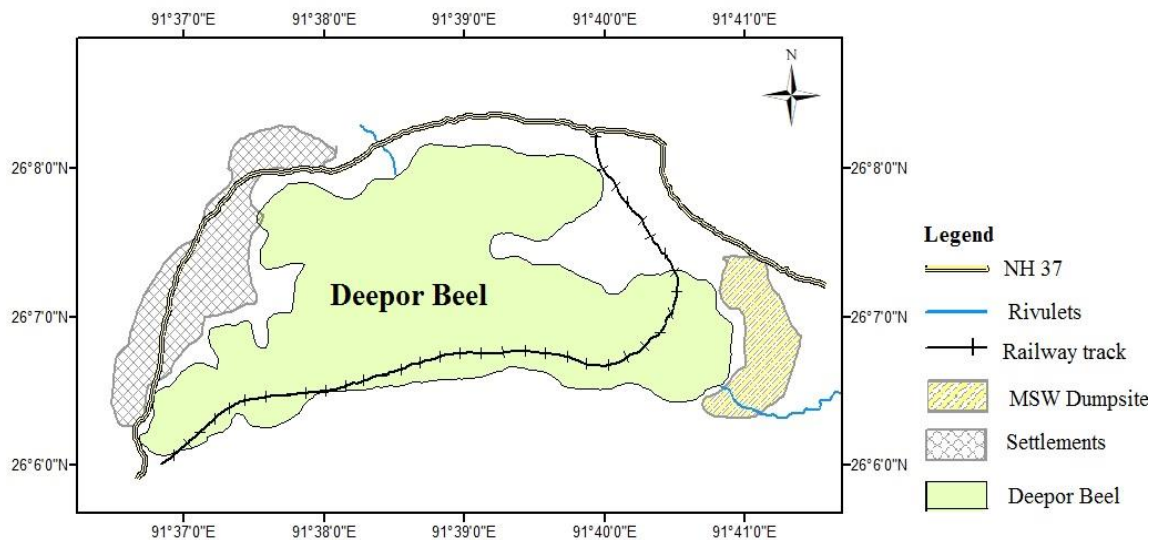 91°37'0"E 91°38'0"E 91°39'0"E 91°40'0"E 91°41'0"E
N
26°8'0"N 26°8'0"N
Legend
NH 37
Deepor Beel
26°7'0"N 26°7'0"N
Rivulets
Railway track
MSW Dumpsite
Settlements
26°6'0"N 26°6'0"N
Deepor Beel
91°37'0"E 91°38'0"E 91°39'0"E 91°40'0"E 91°41'0"E